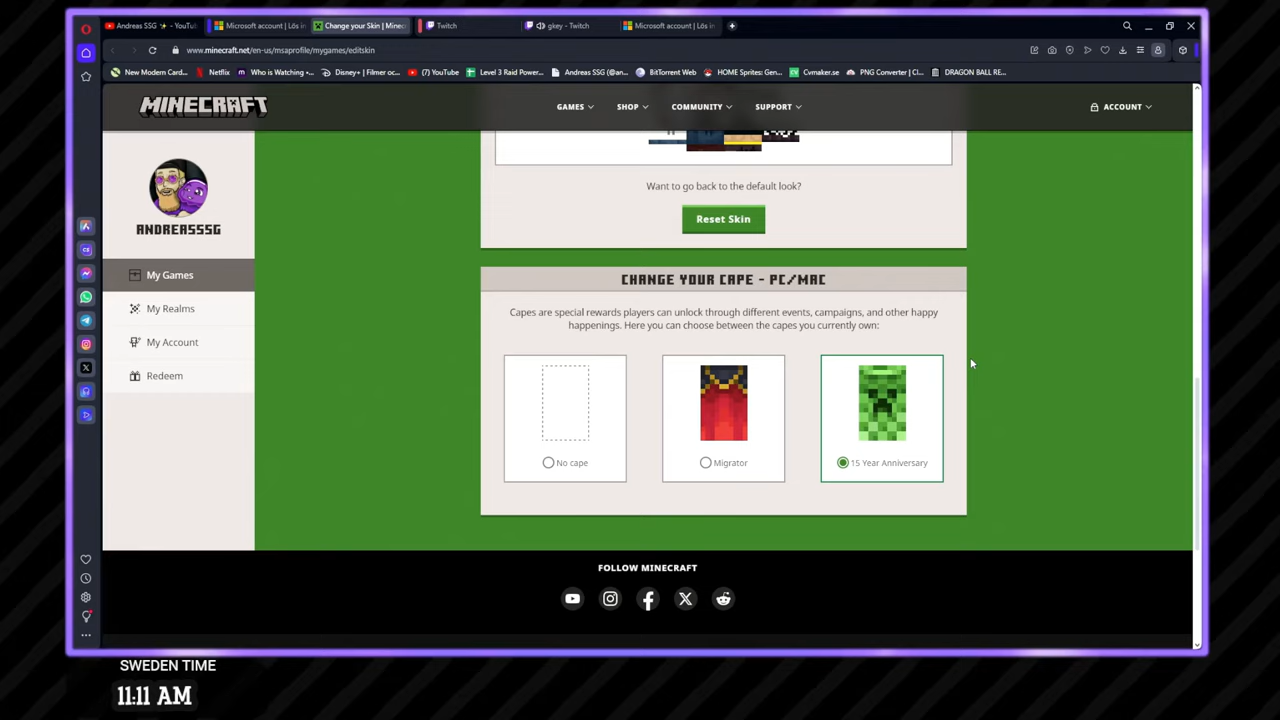 Andreas SSG ✨ - YouTu
Microsoft account | Lös in
Change your Skin | Minec
Twitch
gkey - Twitch
Microsoft account | Lös in
www.minecraft.net/en-us/msaprofile/mygames/editskin
New Modern Card...
Netflix
Who is Watching •...
Disney+ | Filmer oc...
(7) YouTube
Level 3 Raid Power...
Andreas SSG (@an...
BitTorrent Web
HOME Sprites: Gen...
Cvmaker.se
PNG Converter | Cl...
DRAGON BALL RE...
MINECRAFT
GAMES
SHOP
COMMUNITY
SUPPORT
ACCOUNT
ANDREASSSG
My Games
My Realms
My Account
Redeem
Want to go back to the default look?
Reset Skin
CHANGE YOUR CAPE - PC/MAC
Capes are special rewards players can unlock through different events, campaigns, and other happy
happenings. Here you can choose between the capes you currently own:
No cape
Migrator
15 Year Anniversary
FOLLOW MINECRAFT
SWEDEN TIME
11:11 AM